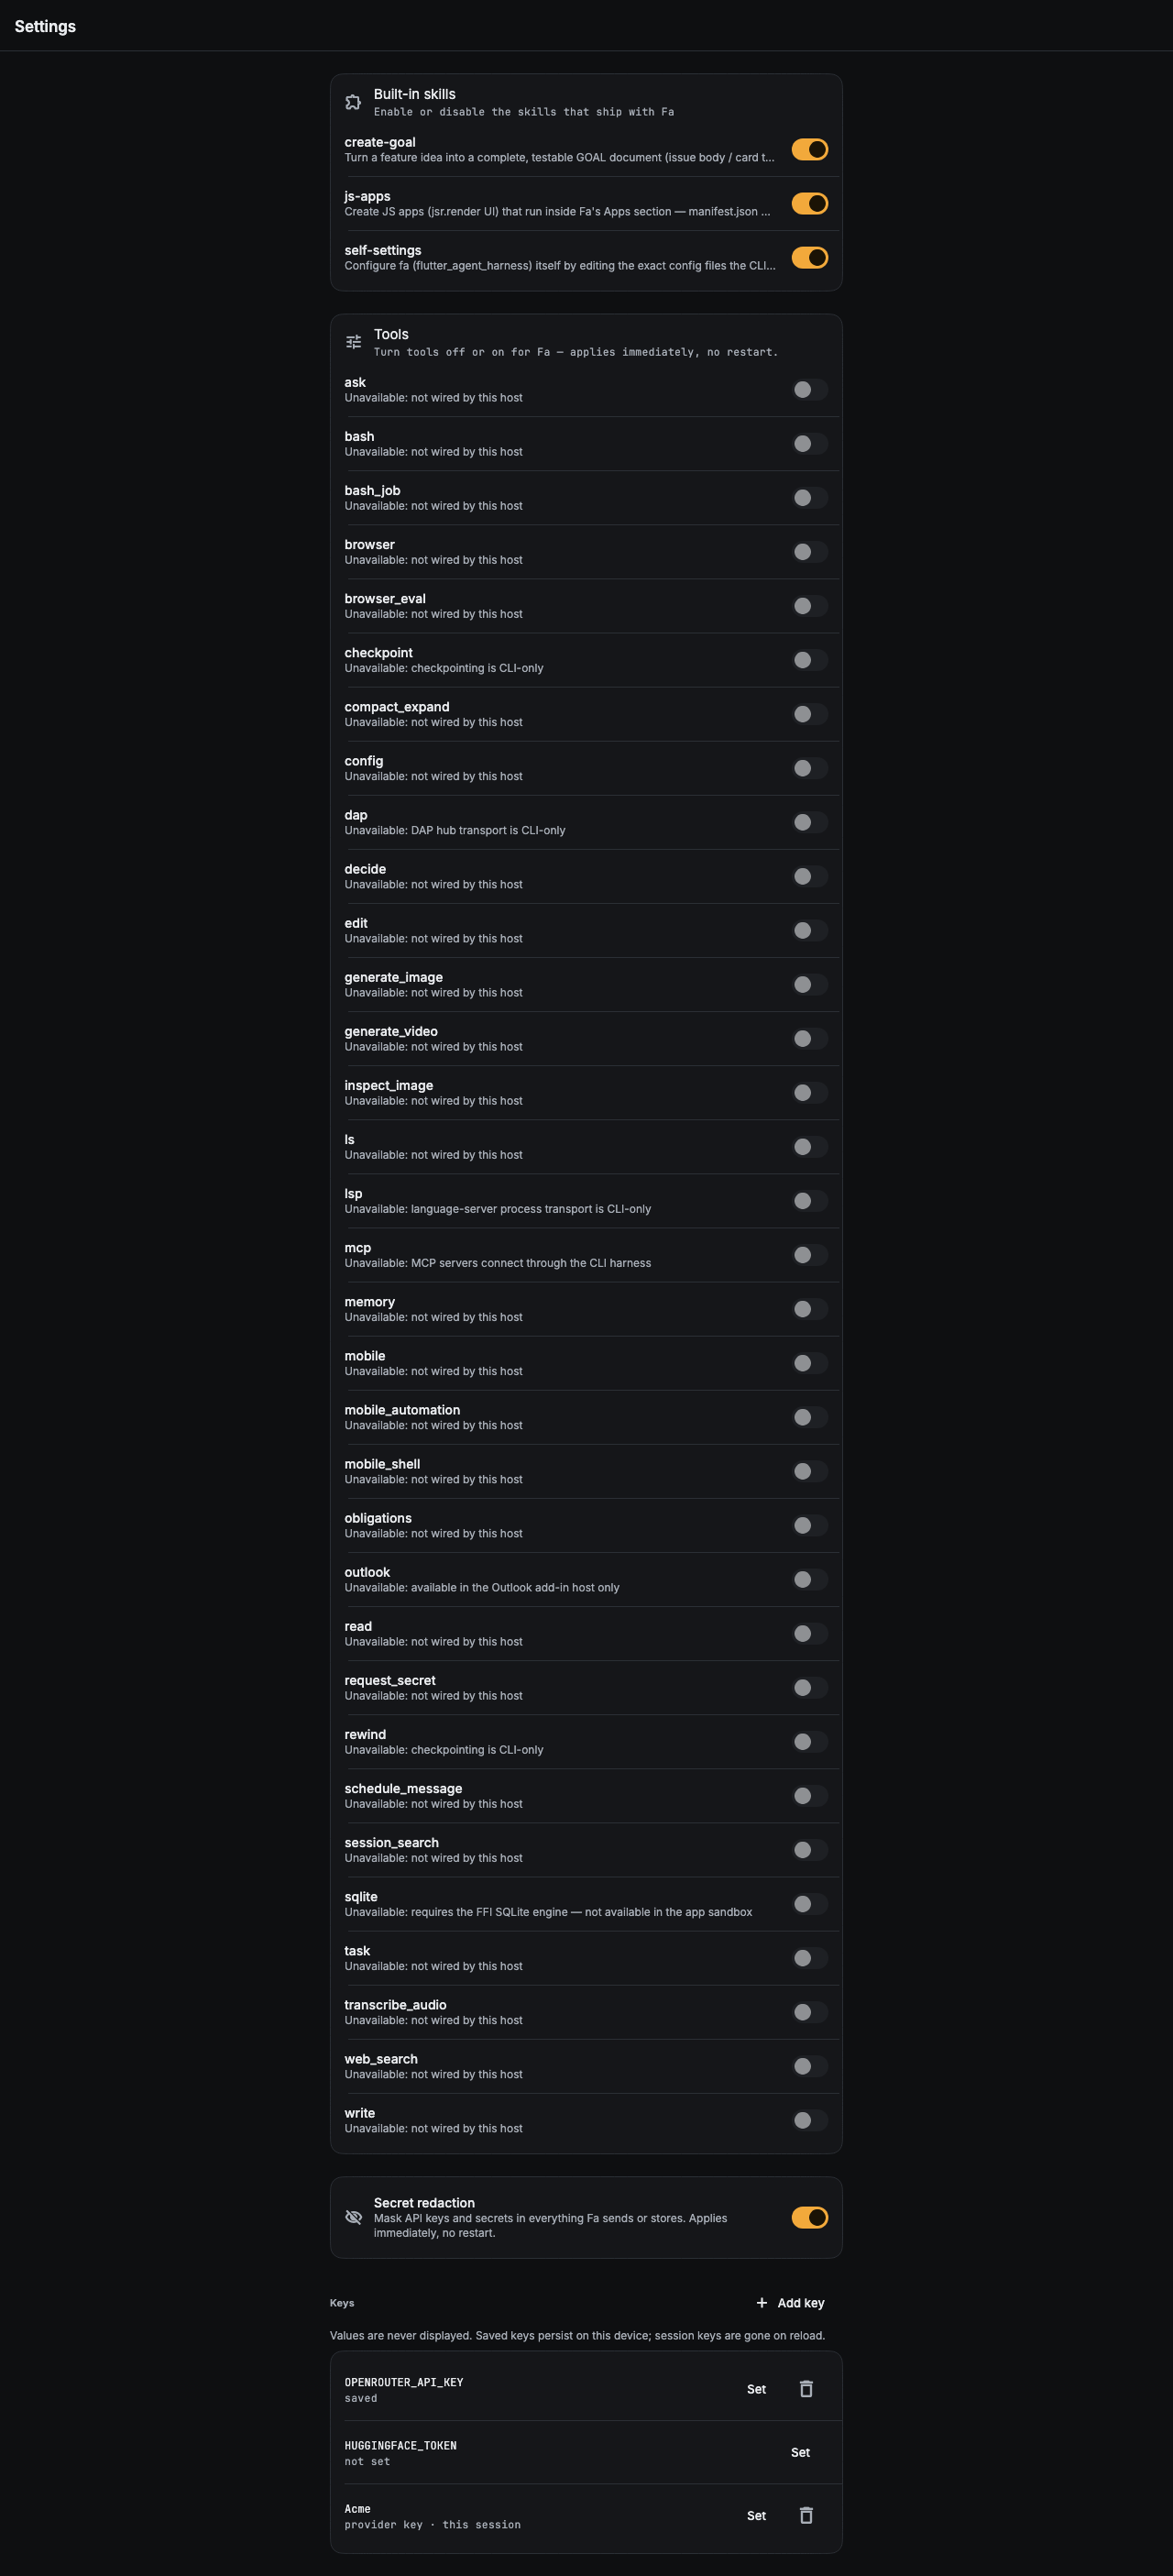 Settings
Built-in skills
Enable or disable the skills that ship with Fa
create-goal
Turn a feature idea into a complete, testable GOAL document (issue body / card t...
js-apps
Create JS apps (jsr.render UI) that run inside Fa's Apps section — manifest.json ...
self-settings
Configure fa (flutter_agent_harness) itself by editing the exact config files the CLI...
Tools
Turn tools off or on for Fa — applies immediately, no restart.
ask
Unavailable: not wired by this host
bash
Unavailable: not wired by this host
bash_job
Unavailable: not wired by this host
browser
Unavailable: not wired by this host
browser_eval
Unavailable: not wired by this host
checkpoint
Unavailable: checkpointing is CLI-only
compact_expand
Unavailable: not wired by this host
config
Unavailable: not wired by this host
dap
Unavailable: DAP hub transport is CLI-only
decide
Unavailable: not wired by this host
edit
Unavailable: not wired by this host
generate_image
Unavailable: not wired by this host
generate_video
Unavailable: not wired by this host
inspect_image
Unavailable: not wired by this host
ls
Unavailable: not wired by this host
lsp
Unavailable: language-server process transport is CLI-only
mcp
Unavailable: MCP servers connect through the CLI harness
memory
Unavailable: not wired by this host
mobile
Unavailable: not wired by this host
mobile_automation
Unavailable: not wired by this host
mobile_shell
Unavailable: not wired by this host
obligations
Unavailable: not wired by this host
outlook
Unavailable: available in the Outlook add-in host only
read
Unavailable: not wired by this host
request_secret
Unavailable: not wired by this host
rewind
Unavailable: checkpointing is CLI-only
schedule_message
Unavailable: not wired by this host
session_search
Unavailable: not wired by this host
sqlite
Unavailable: requires the FFI SQLite engine — not available in the app sandbox
task
Unavailable: not wired by this host
transcribe_audio
Unavailable: not wired by this host
web_search
Unavailable: not wired by this host
write
Unavailable: not wired by this host
Secret redaction
Mask API keys and secrets in everything Fa sends or stores. Applies
immediately, no restart.
Keys
+ Add key
Values are never displayed. Saved keys persist on this device; session keys are gone on reload.
OPENROUTER_API_KEY
saved
Set
HUGGINGFACE_TOKEN
not set
Set
Acme
provider key · this session
Set